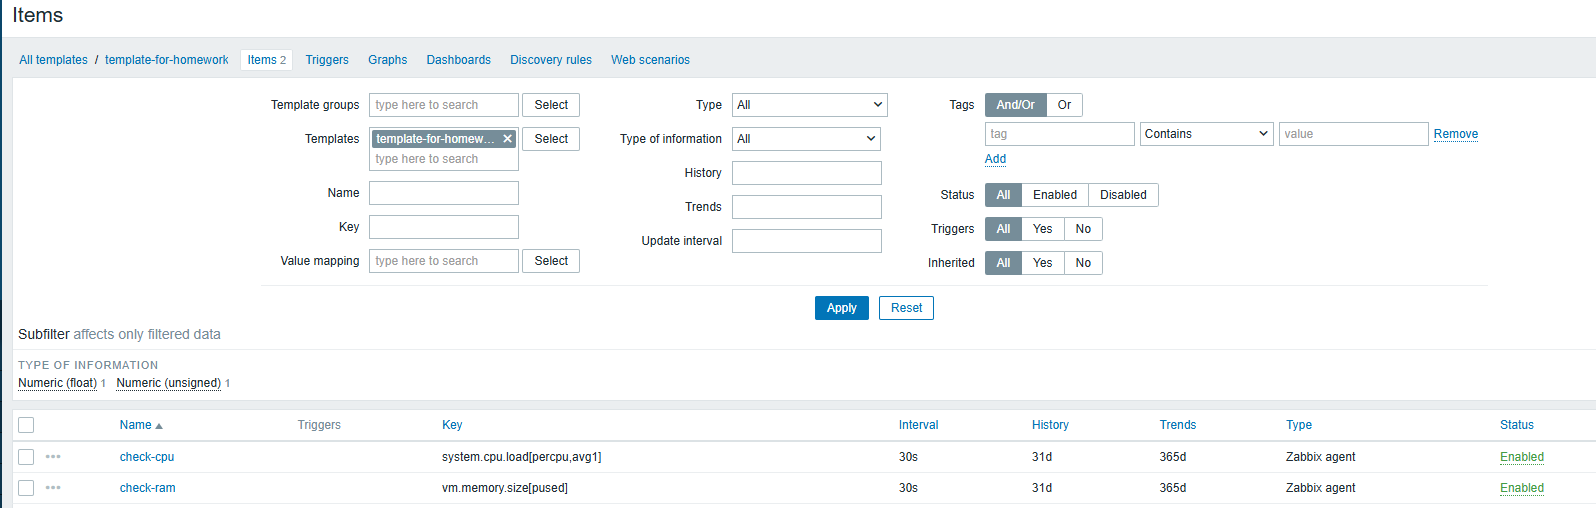 Items
All templates / template-for-homework Items 2 Triggers Graphs Dashboards Discovery rules Web scenarios
Template groups type here to search Select Type All Tags And/Or Or
Templates template-for-homew... × Select Type of information All tag Contains value Remove
type here to search Add
History
Name Status All Enabled Disabled
Trends
Key Triggers All Yes No
Update interval
Value mapping type here to search Select Inherited All Yes No
Apply Reset
Subfilter affects only filtered data
TYPE OF INFORMATION
Numeric (float) 1 Numeric (unsigned) 1
Name Triggers Key Interval History Trends Type Status
check-cpu system.cpu.load[percpu,avg1] 30s 31d 365d Zabbix agent Enabled
check-ram vm.memory.size[pused] 30s 31d 365d Zabbix agent Enabled